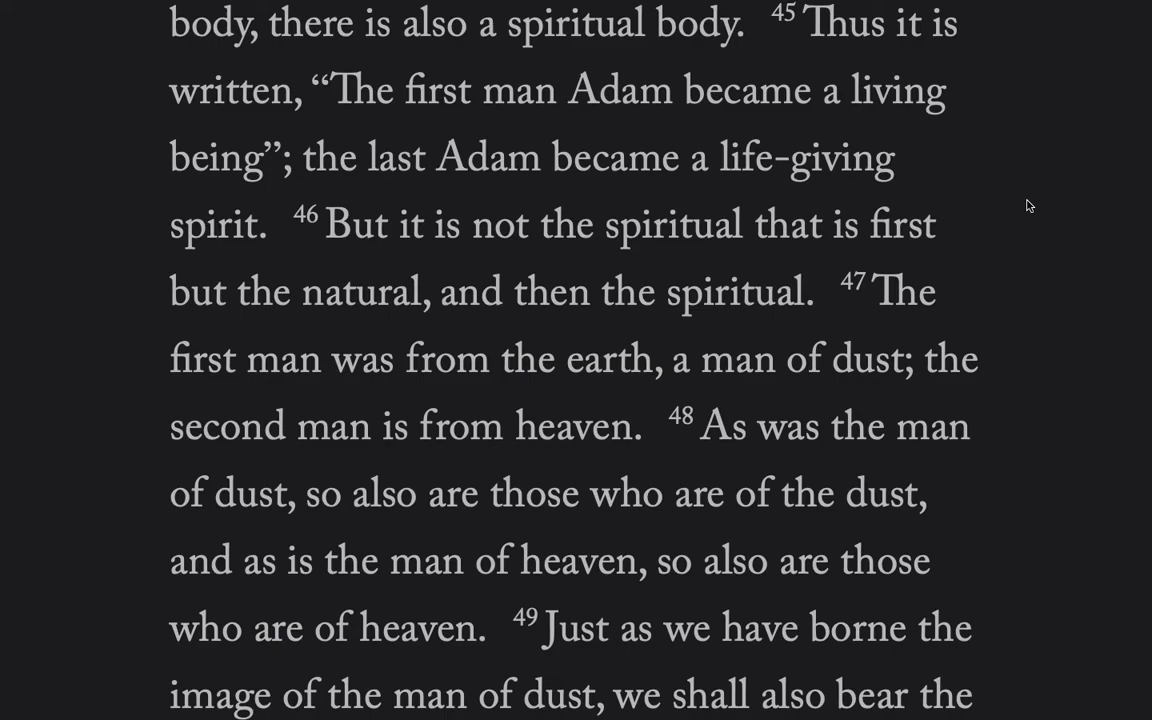 body, there is also a spiritual body. 45 Thus it is
written, “The first man Adam became a living
being”; the last Adam became a life-giving
spirit. 46 But it is not the spiritual that is first
but the natural, and then the spiritual. 47 The
first man was from the earth, a man of dust; the
second man is from heaven. 48 As was the man
of dust, so also are those who are of the dust,
and as is the man of heaven, so also are those
who are of heaven. 49 Just as we have borne the
image of the man of dust, we shall also bear the